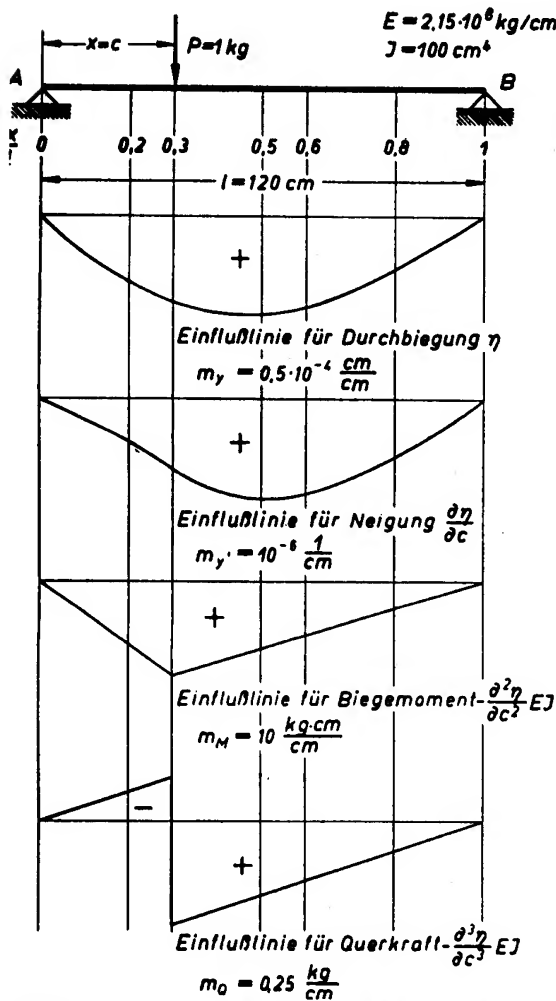 E = 2,15·10⁶ kg/cm
J = 100 cm⁴
x=c
P=1kg
A
B
x
0 0,2 0,3 0,5 0,6 0,8 1
l = 120 cm
+
Einflußlinie für Durchbiegung η
m_y = 0,5·10⁻⁴ cm/cm
+
Einflußlinie für Neigung ∂η/∂c
m_y' = 10⁻⁶ 1/cm
+
Einflußlinie für Biegemoment-∂²η/∂c² EJ
m_M = 10 kg·cm/cm
−
+
Einflußlinie für Querkraft-∂³η/∂c³ EJ
m_Q = 0,25 kg/cm